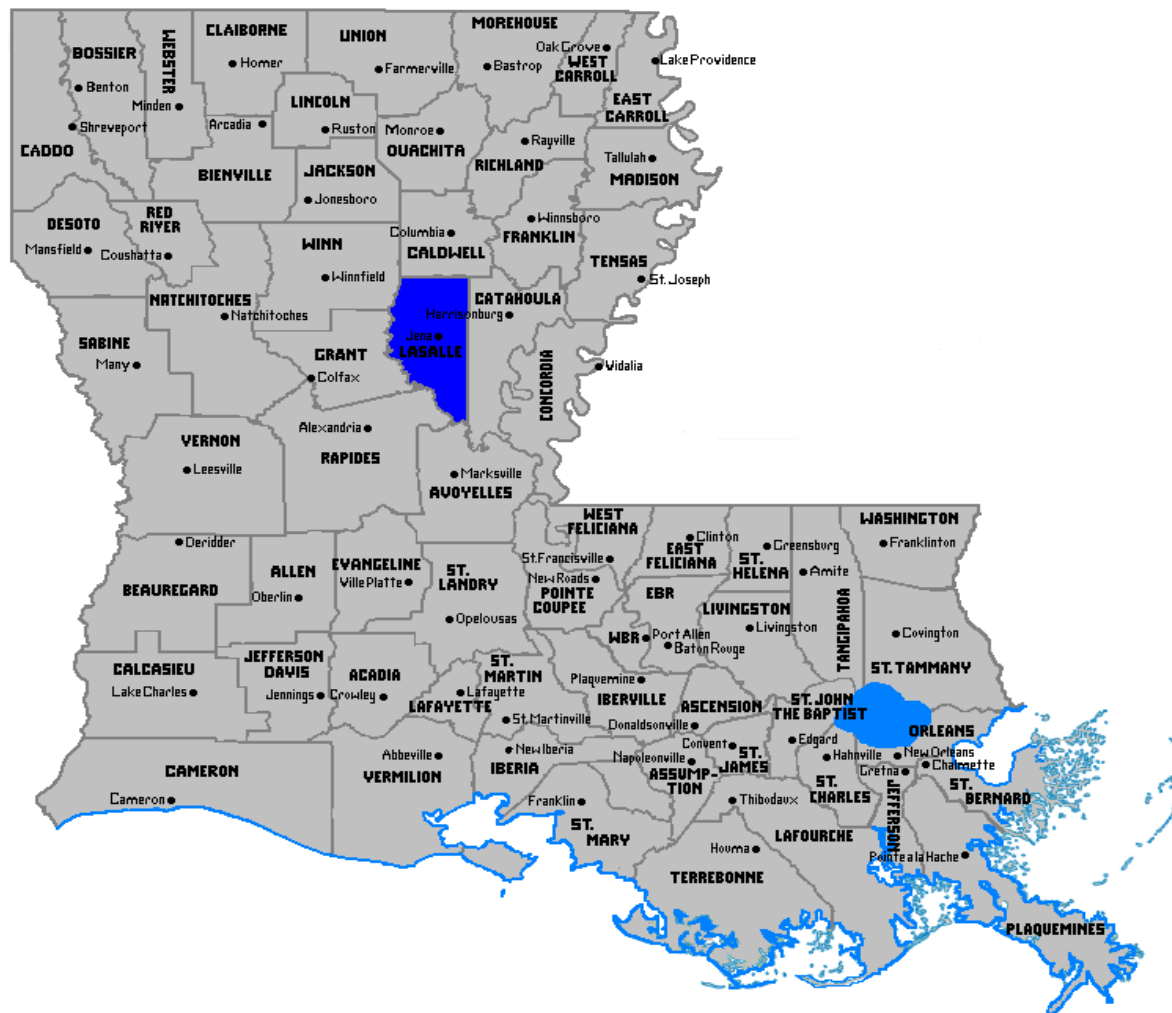 MOREHOUSE
CLAIBORNE
UNION
Oak Grove
BOSSIER
WEBSTER
Homer
Farmerville
Bastrop
WEST
CARROLL
Lake Providence
Benton
Minden
LINCOLN
EAST
CARROLL
Shreveport
Arcadia
Ruston
Monroe
Rayville
CADDO
OUACHITA
RICHLAND
Tallulah
BIENVILLE
JACKSON
MADISON
Jonesboro
RED
RIVER
DESOTO
Winnsboro
Columbia
FRANKLIN
Mansfield
Coushatta
WINN
CALDWELL
TENSAS
Winnfield
St. Joseph
NATCHITOCHES
CATAHOULA
Natchitoches
Harrisonburg
SABINE
Jena
LASALLE
GRANT
Many
Colfax
CONCORDIA
Vidalia
Alexandria
VERNON
RAPIDES
Leesville
Marksville
AVOYELLES
WEST
FELICIANA
WASHINGTON
Deridder
Clinton
Greensburg
Franklinton
EAST
FELICIANA
St. Francisville
ST.
HELENA
EVANGELINE
ALLEN
ST.
LANDRY
Amite
BEAUREGARD
Ville Platte
New Roads
POINTE
COUPEE
EBR
Oberlin
LIVINGSTON
TANGIPAHOA
Opelousas
Livingston
Covington
WBR
Port Allen
Baton Rouge
JEFFERSON
DAVIS
ST.
MARTIN
ST. TAMMANY
CALCASIEU
ACADIA
Plaquemine
Lake Charles
Jennings
Crowley
Lafayette
LAFAYETTE
IBERVILLE
ASCENSION
ST. JOHN
THE BAPTIST
St. Martinville
Donaldsonville
ORLEANS
Edgard
Convent
New Iberia
Abbeville
Napoleonville
ST.
JAMES
Hahnville
New Orleans
Chalmette
CAMERON
VERMILION
IBERIA
ASSUMP-
TION
Gretna
ST.
CHARLES
JEFFERSON
ST.
BERNARD
Cameron
Franklin
Thibodaux
ST.
MARY
LAFOURCHE
Houma
Pointe a la Hache
TERREBONNE
PLAQUEMINES